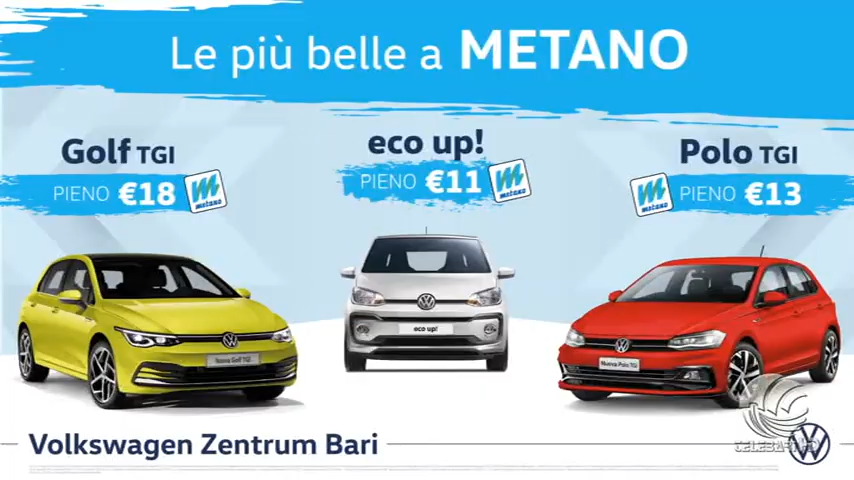 Le più belle a METANO
Golf TGI
PIENO €18
metano
eco up!
PIENO €11
metano
Polo TGI
metano
PIENO €13
Nuova Golf TGI
eco up!
Nuova Polo TGI
Volkswagen Zentrum Bari
TELEBARI